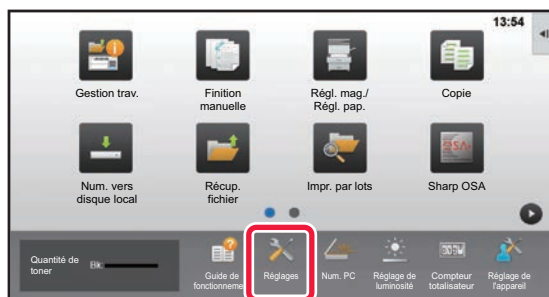 13:54
Gestion trav.
Finition
manuelle
Régl. mag./
Régl. pap.
Copie
Num. vers
disque local
Récup.
fichier
Impr. par lots
Sharp OSA
Quantité de
toner
Bk:
Guide de
fonctionneme
Réglages
Num. PC
Réglage de
luminosité
Compteur
totalisateur
Réglage de
l'appareil